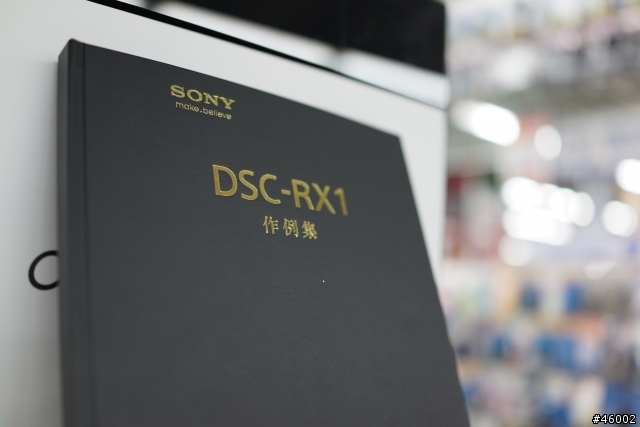 SONY
make.believe
DSC-RX1
作例集
#46002